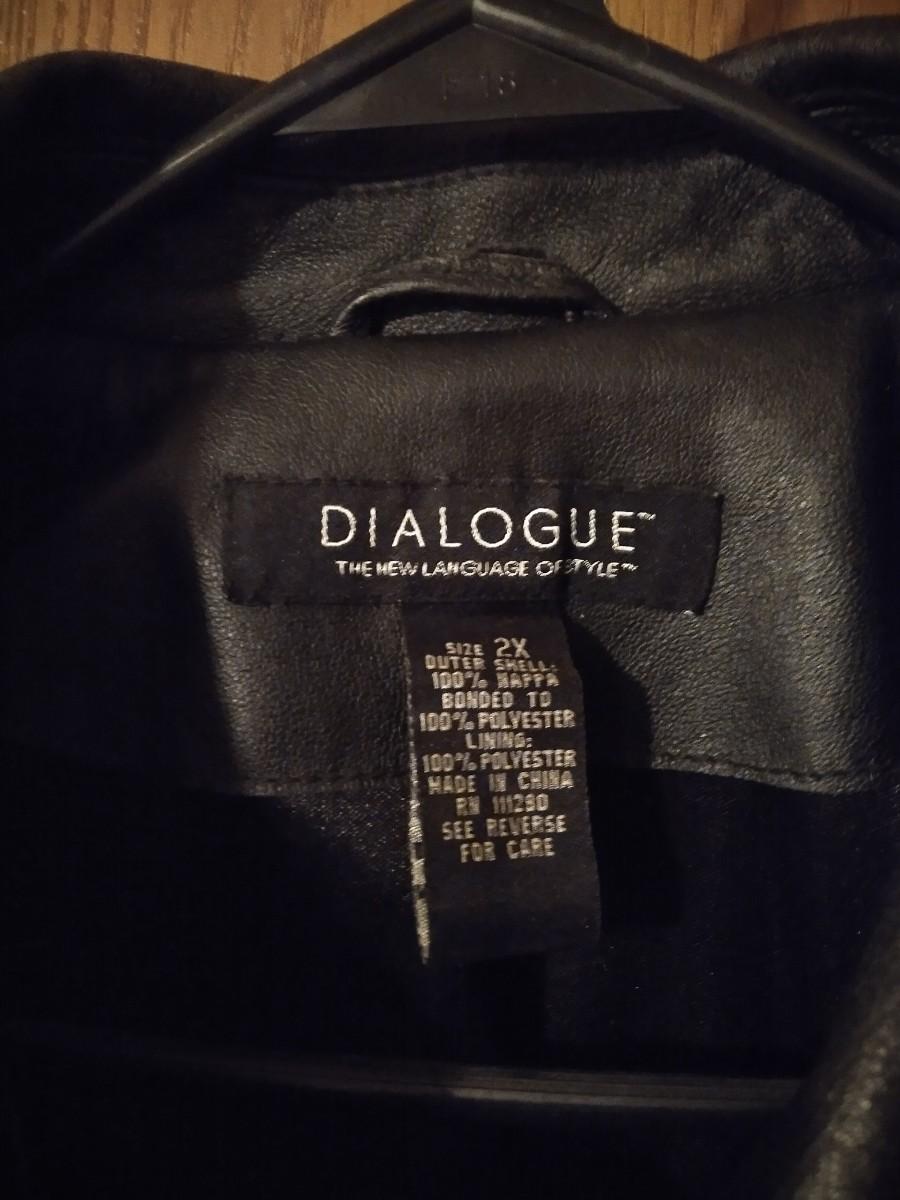 F 18
DIALOGUE™
THE NEW LANGUAGE OF STYLE™
SIZE 2X
OUTER SHELL:
100% NAPPA
BONDED TO
100% POLYESTER
LINING:
100% POLYESTER
MADE IN CHINA
RN 111290
SEE REVERSE
FOR CARE